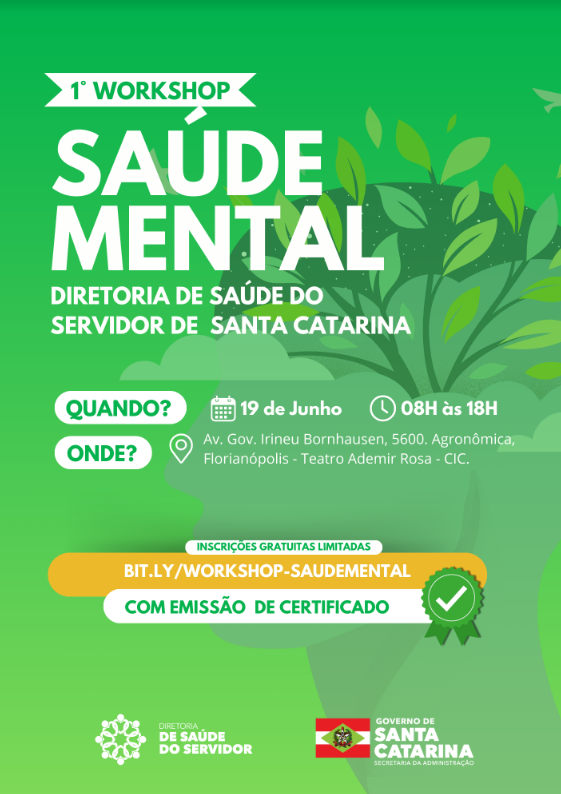 1° WORKSHOP
SAÚDE
MENTAL
DIRETORIA DE SAÚDE DO
SERVIDOR DE SANTA CATARINA
QUANDO?
19 de Junho
08H às 18H
ONDE?
Av. Gov. Irineu Bornhausen, 5600. Agronômica,
Florianópolis - Teatro Ademir Rosa - CIC.
INSCRIÇÕES GRATUITAS LIMITADAS
BIT.LY/WORKSHOP-SAUDEMENTAL
COM EMISSÃO DE CERTIFICADO
DIRETORIA
DE SAÚDE
DO SERVIDOR
GOVERNO DE
SANTA
CATARINA
SECRETARIA DA ADMINISTRAÇÃO